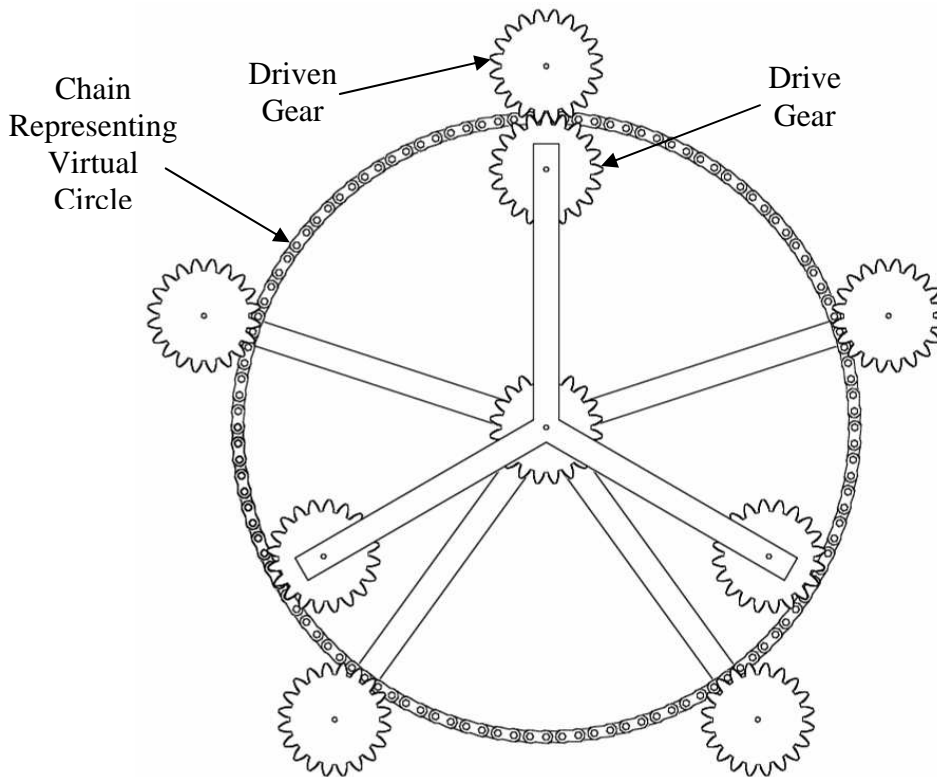 Driven
Gear
Drive
Gear
Chain
Representing
Virtual
Circle